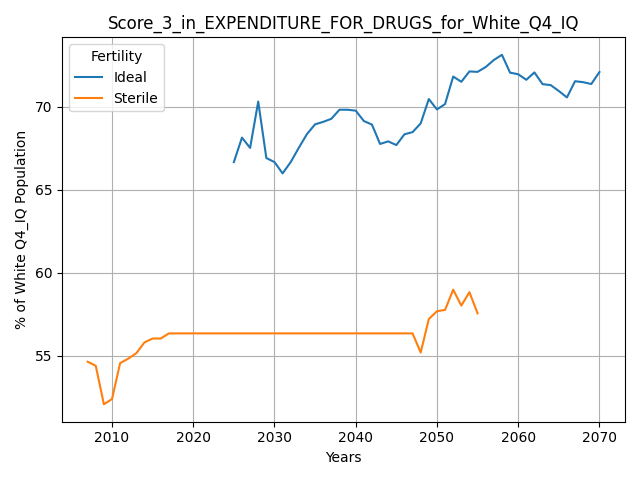 Score_3_in_EXPENDITURE_FOR_DRUGS_for_White_Q4_IQ
Fertility
Ideal
Sterile
% of White Q4_IQ Population
70
65
60
55
2010 2020 2030 2040 2050 2060 2070
Years